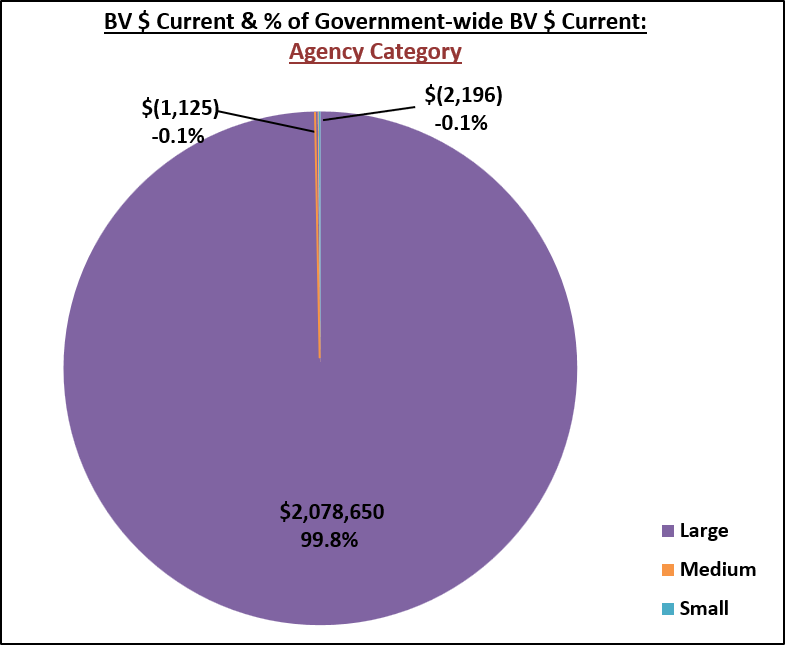 BV $ Current & % of Government-wide BV $ Current:
Agency Category
$(1,125)
-0.1%
$(2,196)
-0.1%
$2,078,650
99.8%
Large
Medium
Small